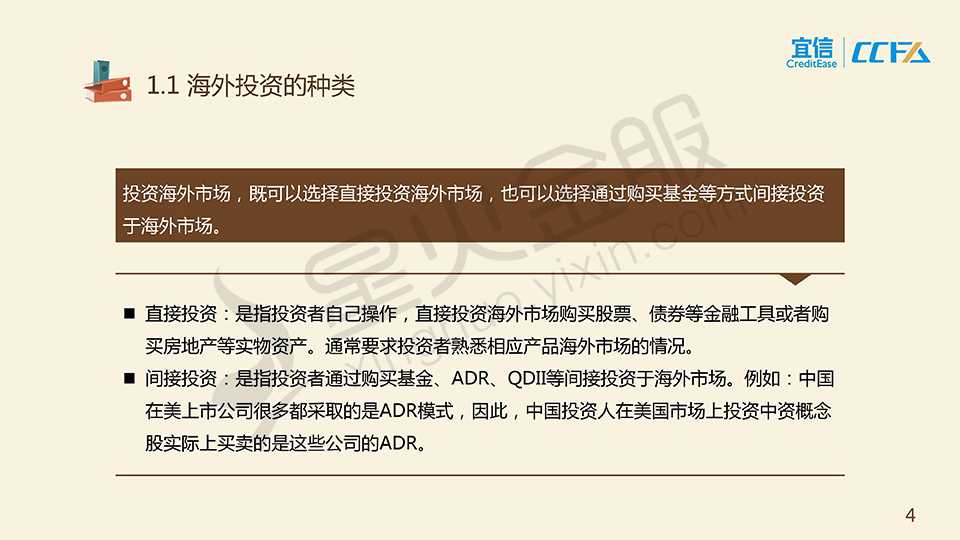 宜信
CreditEase
CCFA
1.1 海外投资的种类
投资海外市场，既可以选择直接投资海外市场，也可以选择通过购买基金等方式间接投资
于海外市场。
■ 直接投资：是指投资者自己操作，直接投资海外市场购买股票、债券等金融工具或者购
买房地产等实物资产。通常要求投资者熟悉相应产品海外市场的情况。
■ 间接投资：是指投资者通过购买基金、ADR、QDII等间接投资于海外市场。例如：中国
在美上市公司很多都采取的是ADR模式，因此，中国投资人在美国市场上投资中资概念
股实际上买卖的是这些公司的ADR。
星火金服
xinghuo.yixin.com
4